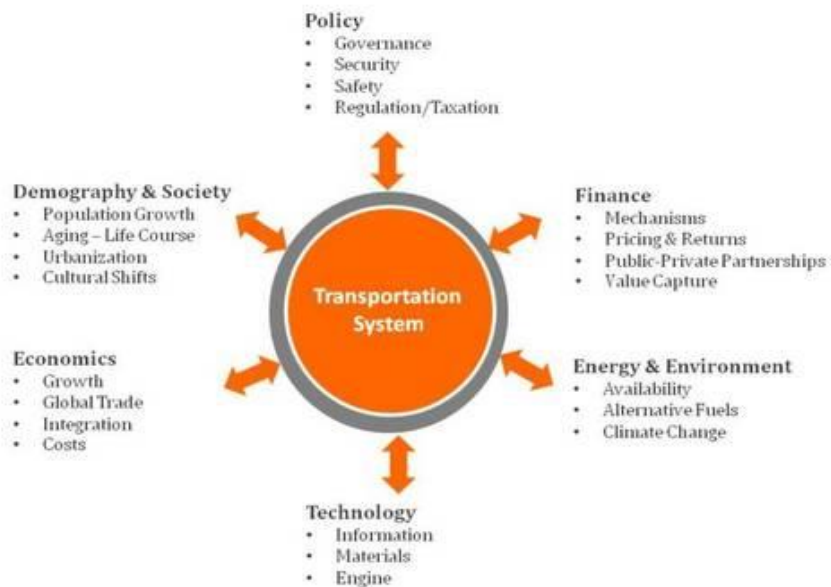 Policy
• Governance
• Security
• Safety
• Regulation/Taxation
Demography & Society
• Population Growth
• Aging – Life Course
• Urbanization
• Cultural Shifts
Finance
• Mechanisms
• Pricing & Returns
• Public-Private Partnerships
• Value Capture
Transportation
System
Economics
• Growth
• Global Trade
• Integration
• Costs
Energy & Environment
• Availability
• Alternative Fuels
• Climate Change
Technology
• Information
• Materials
• Engine